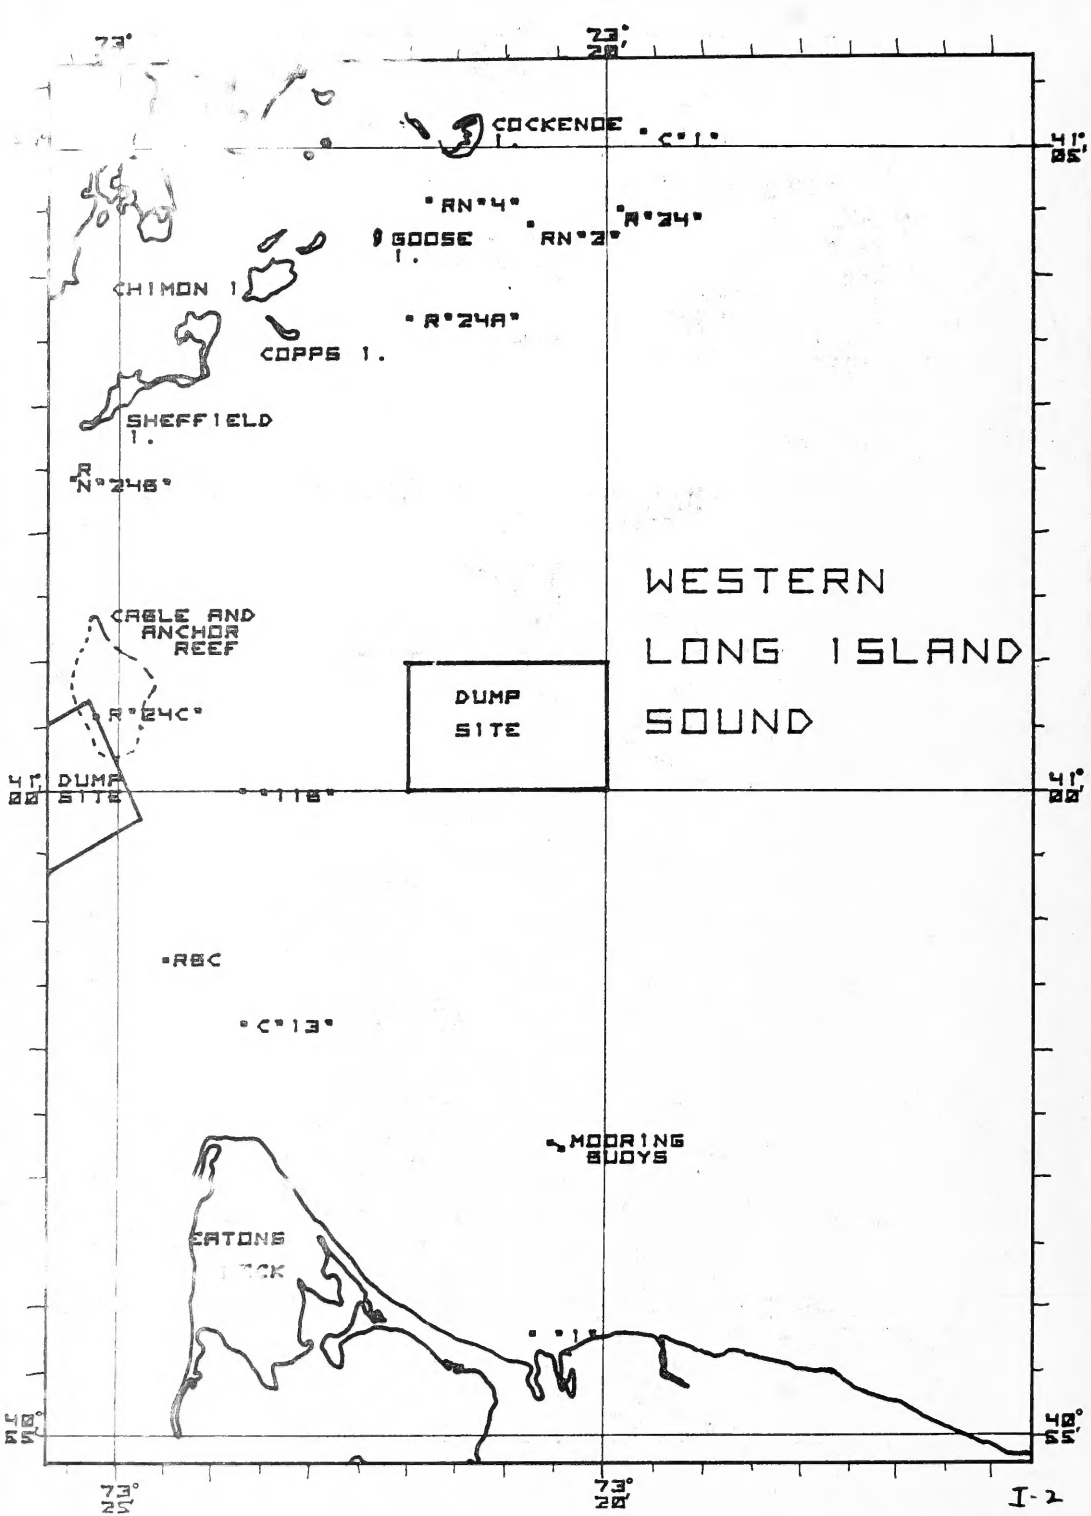 73°
73°
20'
COCKENOE
I.
C"1"
41°
05'
RN"4"
R"24"
GOOSE
I.
RN"2"
CHIMON I
R"24A"
COPPS I.
SHEFFIELD
I.
R
N"24B"
WESTERN
LONG ISLAND
SOUND
CABLE AND
ANCHOR
REEF
DUMP
SITE
R"24C"
41°
00'
DUMP
SITE
"11B"
41°
00'
RBC
C"13"
MOORING
BUOYS
EATONS
"1"
40°
55'
40°
55'
73°
25'
73°
20'
I-2